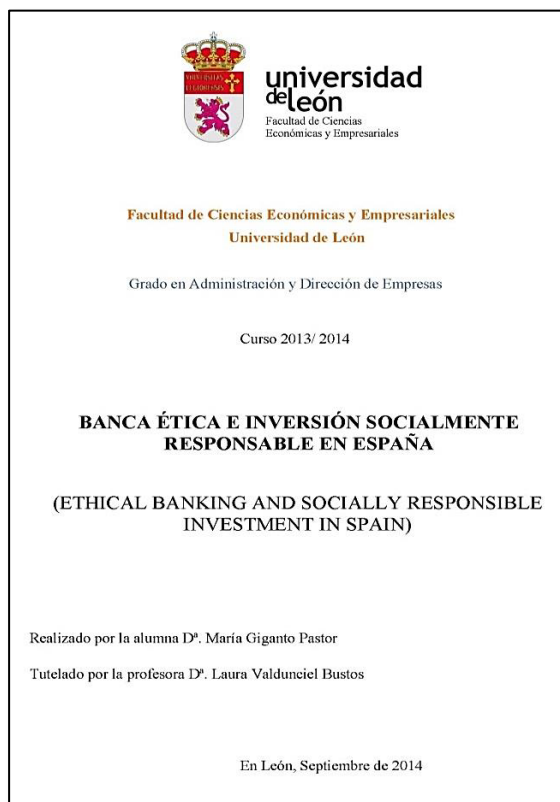 universidad
de león
Facultad de Ciencias
Económicas y Empresariales
Facultad de Ciencias Económicas y Empresariales
Universidad de León
Grado en Administración y Dirección de Empresas
Curso 2013/ 2014
BANCA ÉTICA E INVERSIÓN SOCIALMENTE
RESPONSABLE EN ESPAÑA
(ETHICAL BANKING AND SOCIALLY RESPONSIBLE
INVESTMENT IN SPAIN)
Realizado por la alumna Dª. María Giganto Pastor
Tutelado por la profesora Dª. Laura Valdunciel Bustos
En León, Septiembre de 2014